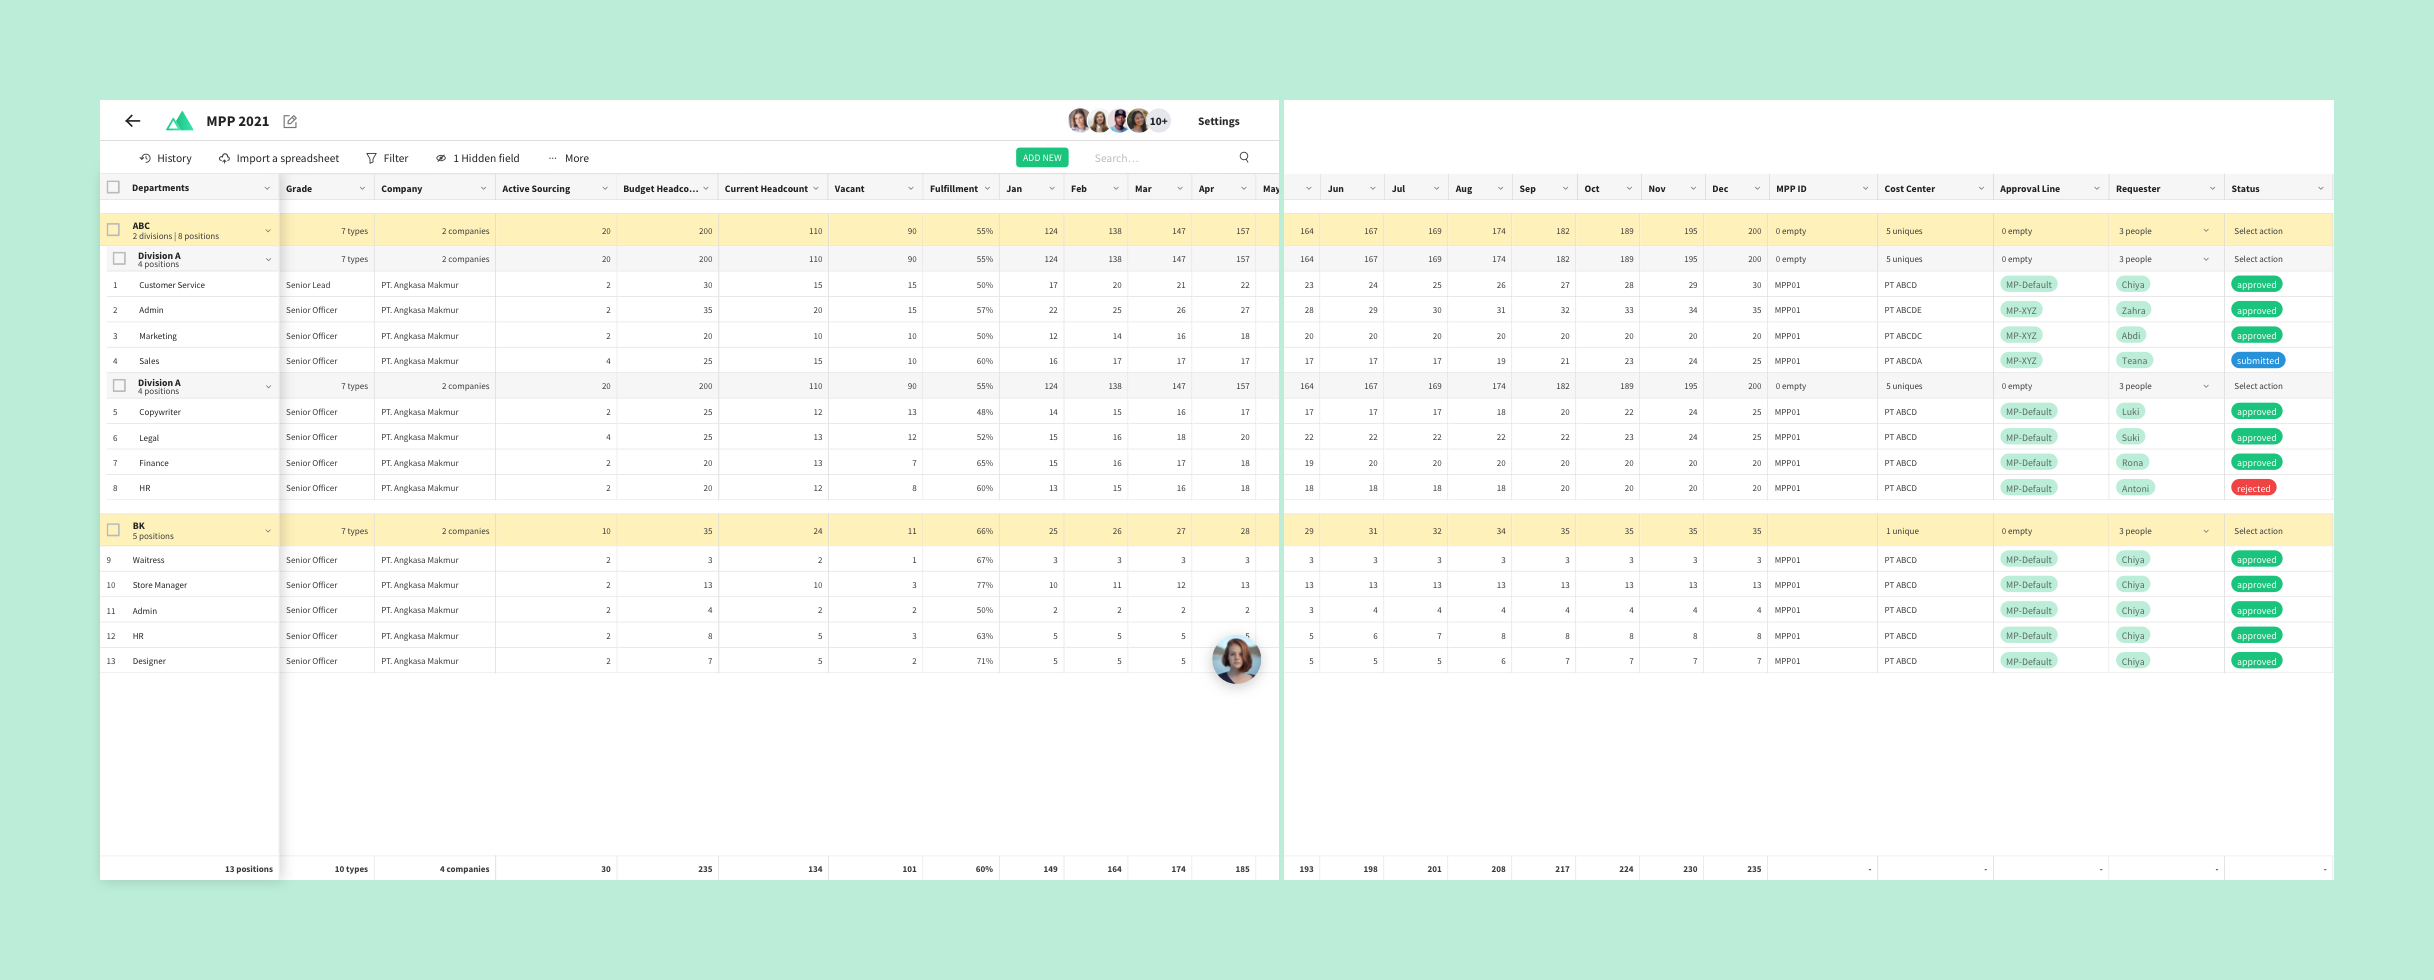 MPP 2021
10+
Settings
History
Import a spreadsheet
Filter
1 Hidden field
··· More
ADD NEW
Search...
Departments Grade Company Active Sourcing Budget Headco... Current Headcount Vacant Fulfillment Jan Feb Mar Apr May Jun Jul Aug Sep Oct Nov Dec MPP ID Cost Center Approval Line Requester Status
ABC
2 divisions | 8 positions
7 types 2 companies 20 200 110 90 55% 124 138 147 157 164 167 169 174 182 189 195 200 0 empty 5 uniques 0 empty 3 people Select action
Division A
4 positions
7 types 2 companies 20 200 110 90 55% 124 138 147 157 164 167 169 174 182 189 195 200 0 empty 5 uniques 0 empty 3 people Select action
1 Customer Service Senior Lead PT. Angkasa Makmur 2 30 15 15 50% 17 20 21 22 23 24 25 26 27 28 29 30 MPP01 PT ABCD MP-Default Chiya approved
2 Admin Senior Officer PT. Angkasa Makmur 2 35 20 15 57% 22 25 26 27 28 29 30 31 32 33 34 35 MPP01 PT ABCDE MP-XYZ Zahra approved
3 Marketing Senior Officer PT. Angkasa Makmur 2 20 10 10 50% 12 14 16 18 20 20 20 20 20 20 20 20 MPP01 PT ABCDC MP-XYZ Abdi approved
4 Sales Senior Officer PT. Angkasa Makmur 4 25 15 10 60% 16 17 17 17 17 17 17 19 21 23 24 25 MPP01 PT ABCDA MP-XYZ Teana submitted
Division A
4 positions
7 types 2 companies 20 200 110 90 55% 124 138 147 157 164 167 169 174 182 189 195 200 0 empty 5 uniques 0 empty 3 people Select action
5 Copywriter Senior Officer PT. Angkasa Makmur 2 25 12 13 48% 14 15 16 17 17 17 17 18 20 22 24 25 MPP01 PT ABCD MP-Default Luki approved
6 Legal Senior Officer PT. Angkasa Makmur 4 25 13 12 52% 15 16 18 20 22 22 22 22 22 23 24 25 MPP01 PT ABCD MP-Default Suki approved
7 Finance Senior Officer PT. Angkasa Makmur 2 20 13 7 65% 15 16 17 18 19 20 20 20 20 20 20 20 MPP01 PT ABCD MP-Default Rona approved
8 HR Senior Officer PT. Angkasa Makmur 2 20 12 8 60% 13 15 16 18 18 18 18 18 20 20 20 20 MPP01 PT ABCD MP-Default Antoni rejected
BK
5 positions
7 types 2 companies 10 35 24 11 66% 25 26 27 28 29 31 32 34 35 35 35 35 1 unique 0 empty 3 people Select action
9 Waitress Senior Officer PT. Angkasa Makmur 2 3 2 1 67% 3 3 3 3 3 3 3 3 3 3 3 3 MPP01 PT ABCD MP-Default Chiya approved
10 Store Manager Senior Officer PT. Angkasa Makmur 2 13 10 3 77% 10 11 12 13 13 13 13 13 13 13 13 13 MPP01 PT ABCD MP-Default Chiya approved
11 Admin Senior Officer PT. Angkasa Makmur 2 4 2 2 50% 2 2 2 2 3 4 4 4 4 4 4 4 MPP01 PT ABCD MP-Default Chiya approved
12 HR Senior Officer PT. Angkasa Makmur 2 8 5 3 63% 5 5 5 5 5 6 7 8 8 8 8 8 MPP01 PT ABCD MP-Default Chiya approved
13 Designer Senior Officer PT. Angkasa Makmur 2 7 5 2 71% 5 5 5 5 5 5 6 7 7 7 7 MPP01 PT ABCD MP-Default Chiya approved
13 positions 10 types 4 companies 30 235 134 101 60% 149 164 174 185 193 198 201 208 217 224 230 235 - - - - -